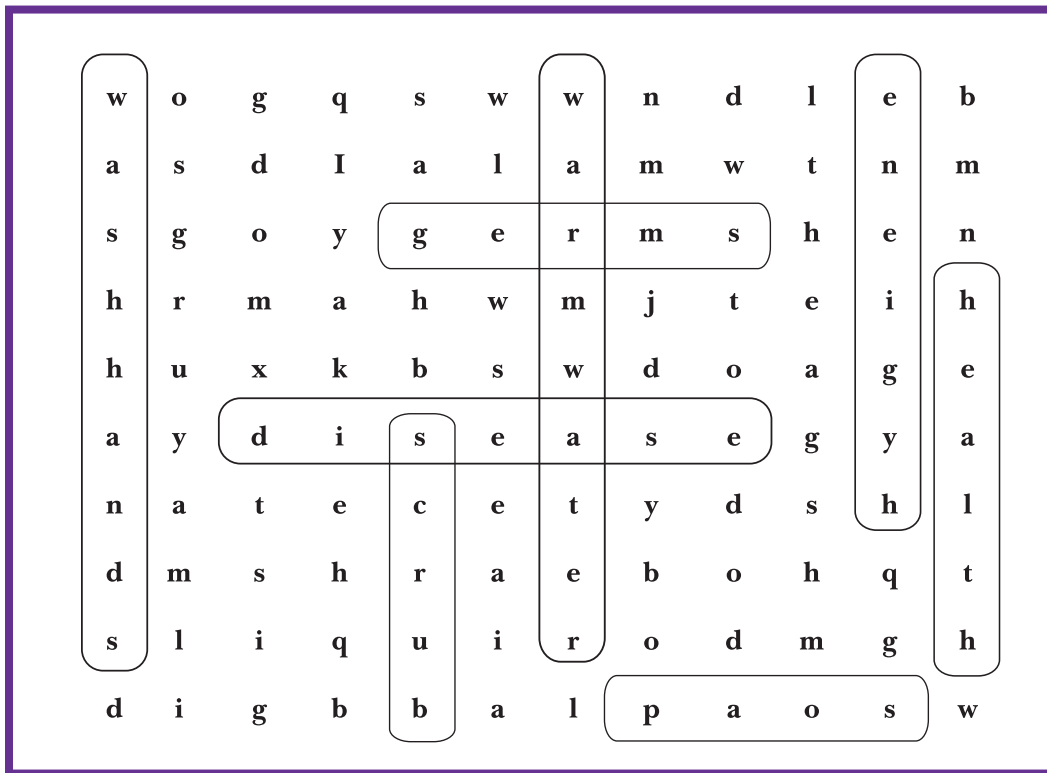 w o g q s w w n d l e b
a s d I a l a m w t n m
s g o y g e r m s h e n
h r m a h w m j t e i h
h u x k b s w d o a g e
a y d i s e a s e g y a
n a t e c e t y d s h l
d m s h r a e b o h q t
s l i q u i r o d m g h
d i g b b a l p a o s w